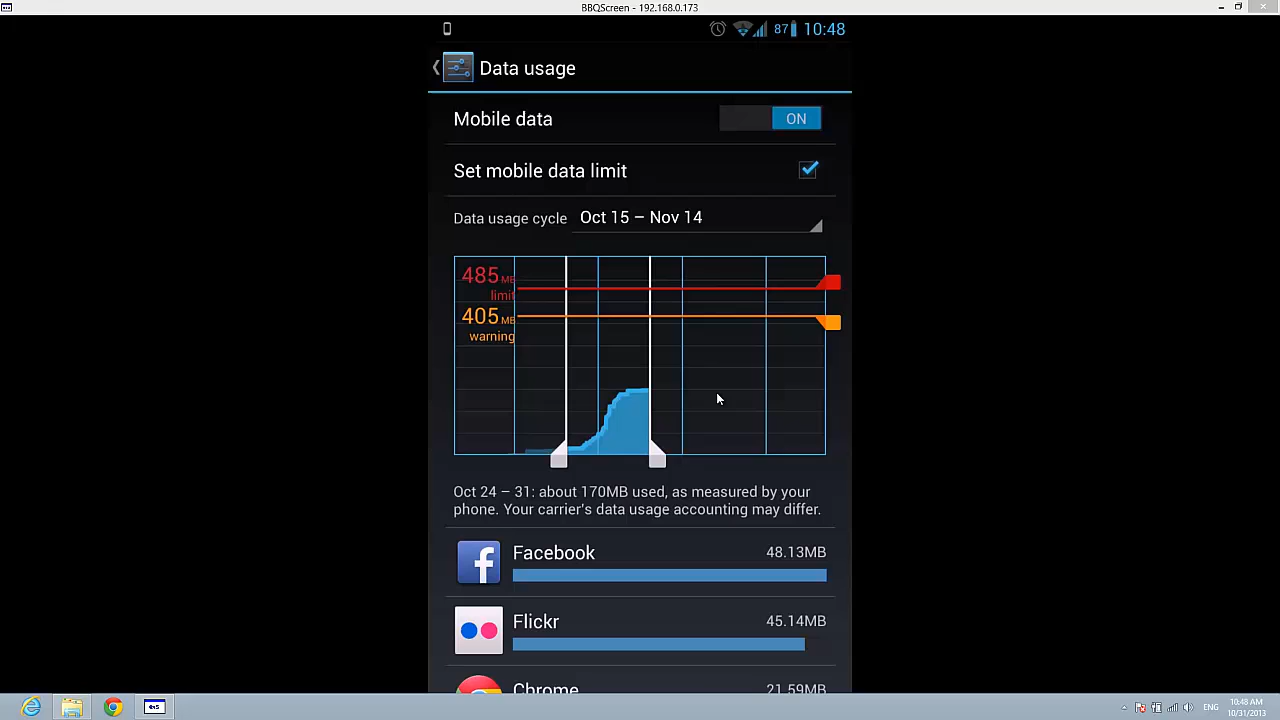 BBQScreen - 192.168.0.173
87 10:48
Data usage
Mobile data ON
Set mobile data limit
Data usage cycle Oct 15 – Nov 14
485 MB
limit
405 MB
warning
Oct 24 – 31: about 170MB used, as measured by your
phone. Your carrier's data usage accounting may differ.
Facebook 48.13MB
Flickr 45.14MB
Chrome 21.59MB
ENG 10:48 AM
10/31/2013